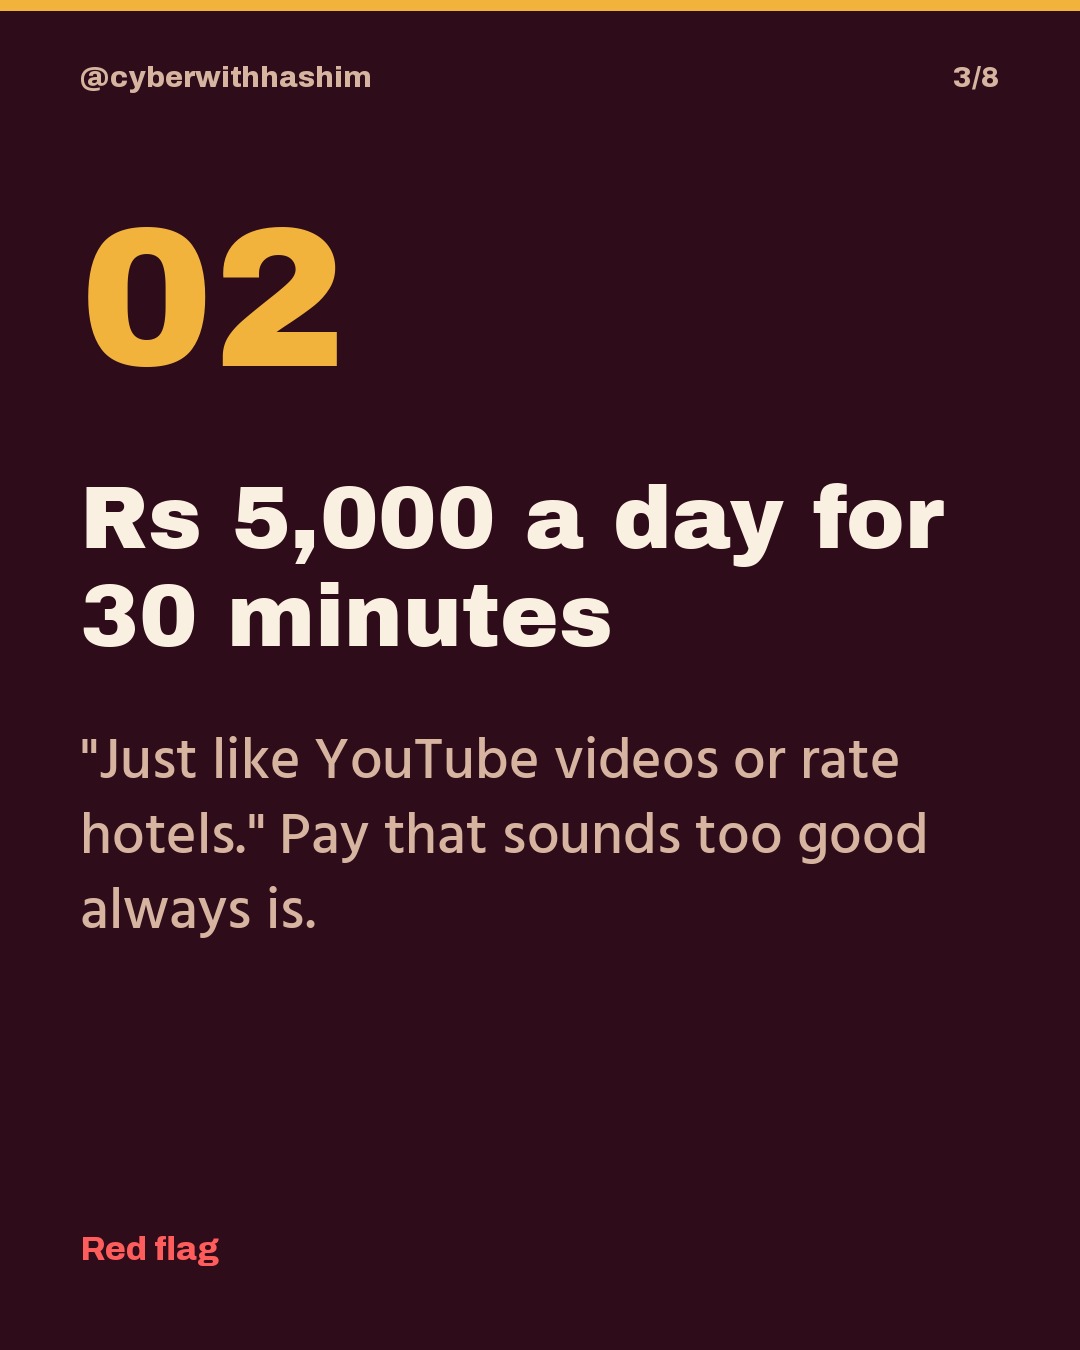 @cyberwithhashim
3/8
02
Rs 5,000 a day for
30 minutes
"Just like YouTube videos or rate
hotels." Pay that sounds too good
always is.
Red flag